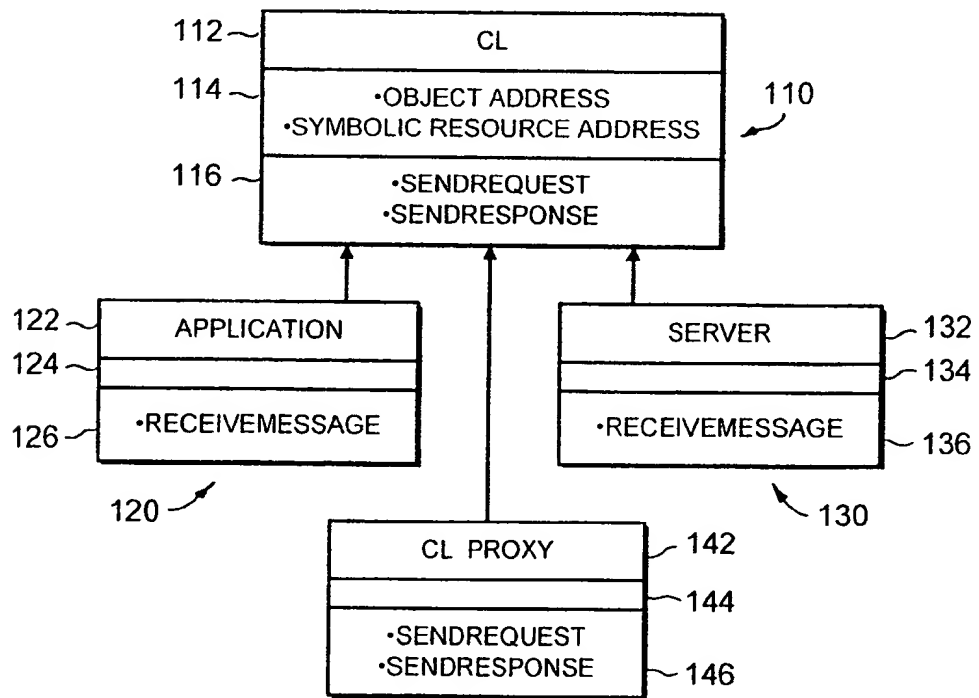 112
CL
114
•OBJECT ADDRESS
•SYMBOLIC RESOURCE ADDRESS
110
116
•SENDREQUEST
•SENDRESPONSE
122
APPLICATION
124
126
•RECEIVEMESSAGE
120
SERVER
132
134
•RECEIVEMESSAGE
136
130
CL PROXY
142
144
•SENDREQUEST
•SENDRESPONSE
146